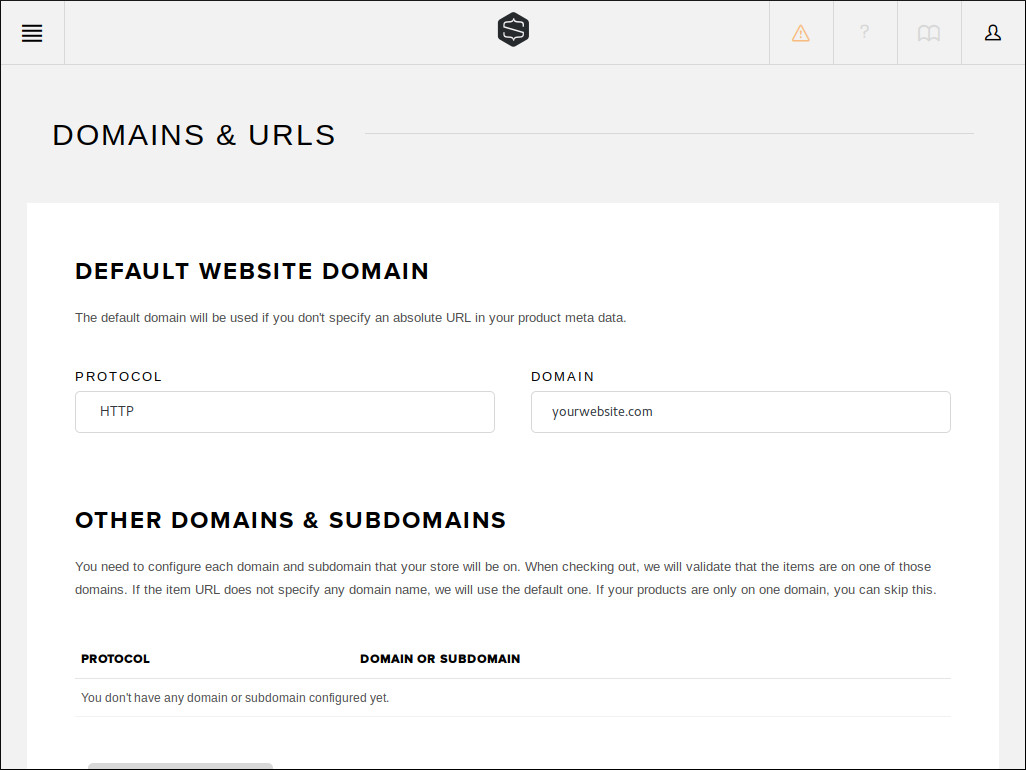 ?
DOMAINS & URLS
DEFAULT WEBSITE DOMAIN
The default domain will be used if you don't specify an absolute URL in your product meta data.
PROTOCOL
DOMAIN
HTTP
yourwebsite.com
OTHER DOMAINS & SUBDOMAINS
You need to configure each domain and subdomain that your store will be on. When checking out, we will validate that the items are on one of those
domains. If the item URL does not specify any domain name, we will use the default one. If your products are only on one domain, you can skip this.
PROTOCOL
DOMAIN OR SUBDOMAIN
You don't have any domain or subdomain configured yet.